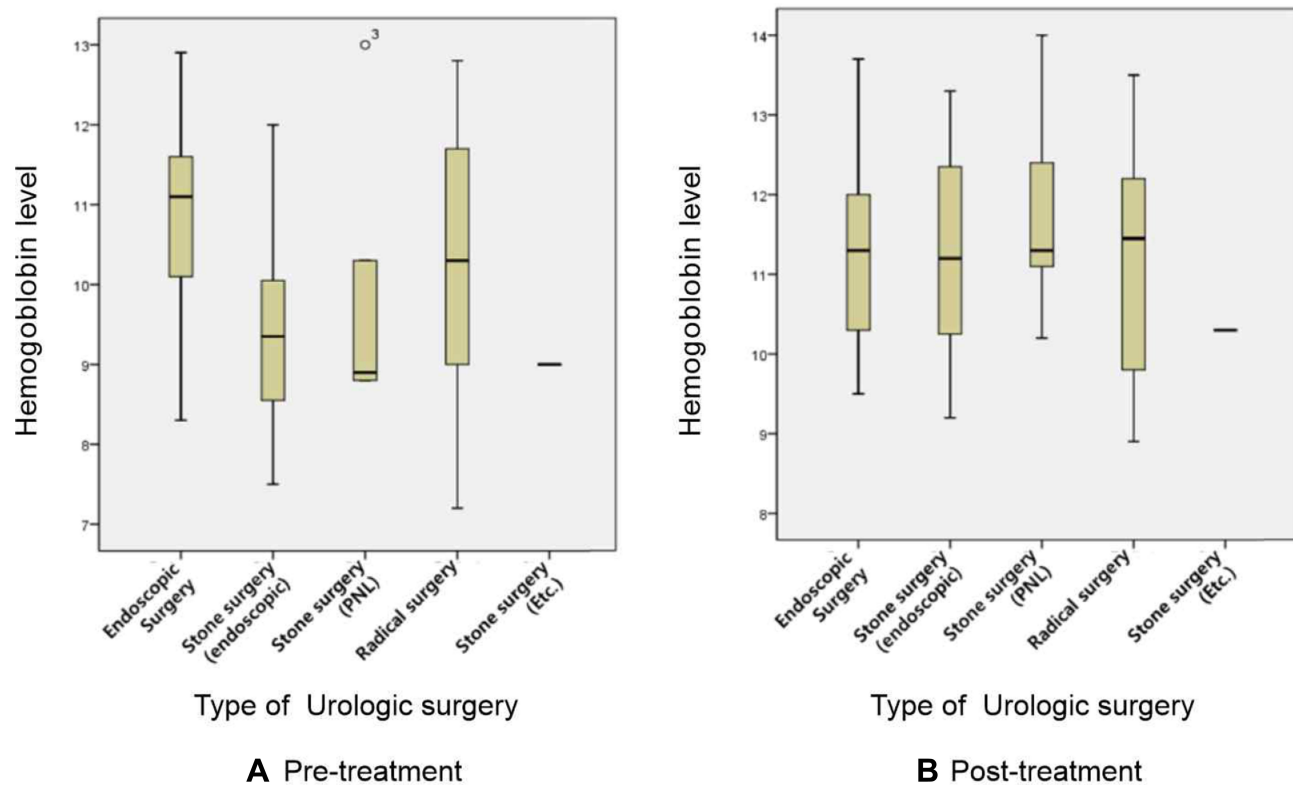 Hemogoblobin level
13
12
11
10
9
8
7
3
Endoscopic
Surgery
Stone surgery
(endoscopic)
Stone surgery
(PNL)
Radical surgery
Stone surgery
(Etc.)
Type of Urologic surgery
A Pre-treatment
Hemogoblobin level
14
13
12
11
10
9
8
Endoscopic
Surgery
Stone surgery
(endoscopic)
Stone surgery
(PNL)
Radical surgery
Stone surgery
(Etc.)
Type of Urologic surgery
B Post-treatment